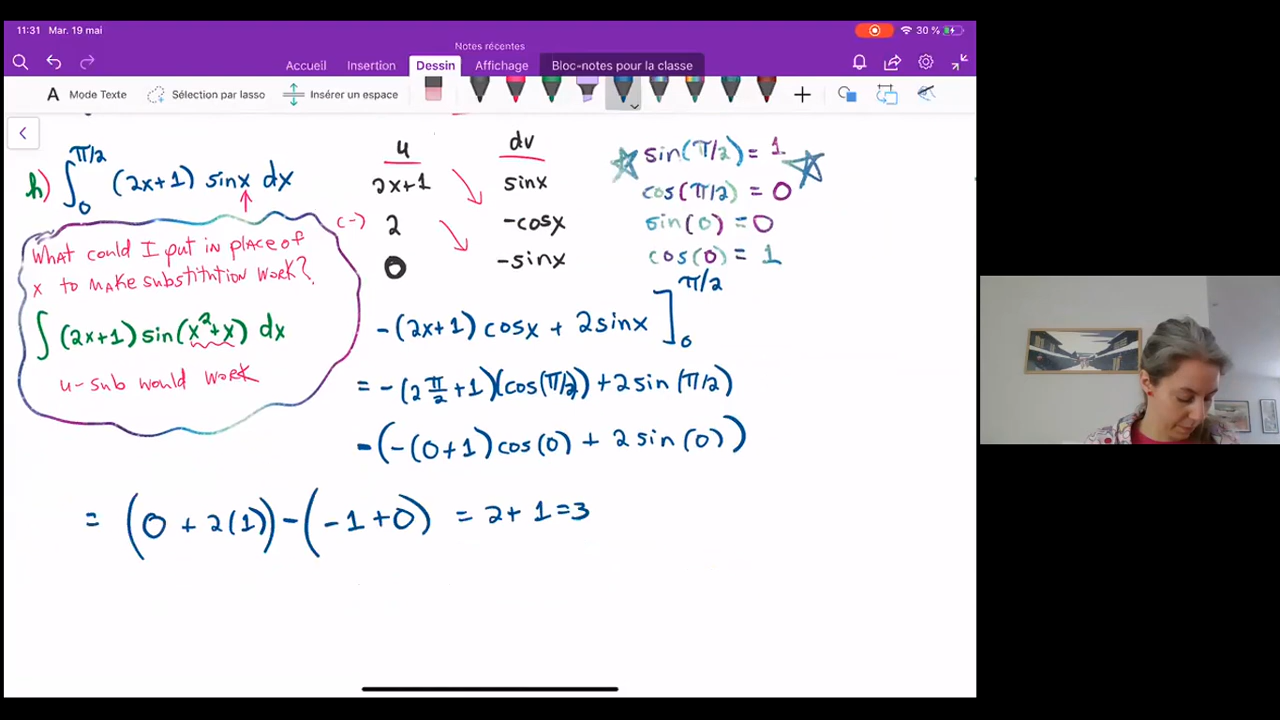 11:31 Mar. 19 mai
30 %
Notes récentes
Accueil Insertion Dessin Affichage Bloc-notes pour la classe
A Mode Texte Sélection par lasso Insérer un espace
h) ∫₀^{π/2} (2x+1) sinx dx
What could I put in place of
x to make substitution work?
∫ (2x+1) sin(x²+x) dx
u-sub would work
u dv
2x+1 sinx
(-) 2 -cosx
0 -sinx
sin(π/2) = 1
cos(π/2) = 0
sin(0) = 0
cos(0) = 1
-(2x+1) cosx + 2sinx ]₀^{π/2}
= -(2 π/2 +1)(cos(π/2)) + 2 sin(π/2)
-(-(0+1) cos(0) + 2 sin(0))
= (0 + 2(1)) - (-1+0) = 2+ 1 =3